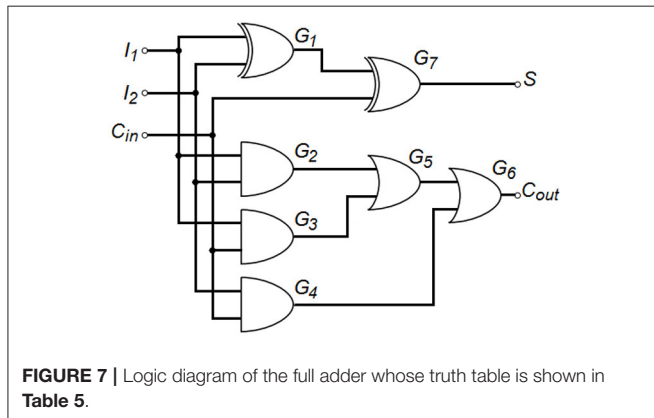 G1
I1
G7
S
I2
Cin
G2
G5
G6
Cout
G3
G4
FIGURE 7 | Logic diagram of the full adder whose truth table is shown in
Table 5.